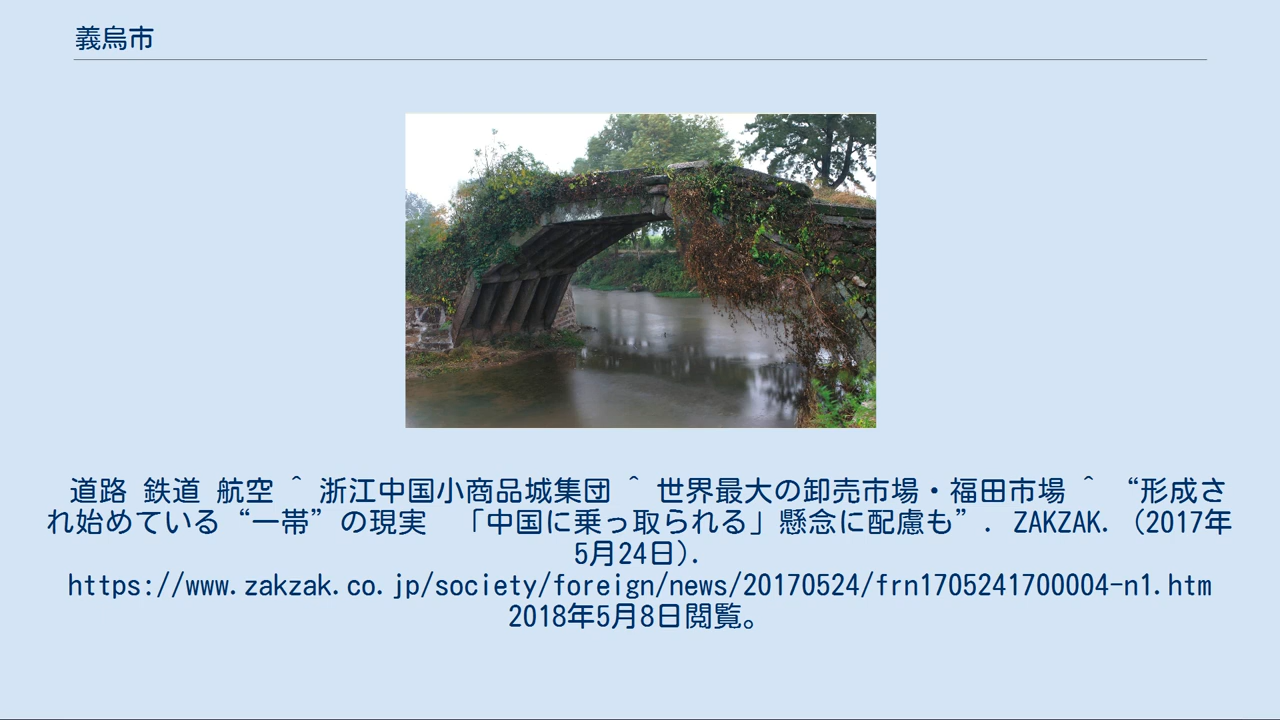 義烏市
道路 鉄道 航空 ^ 浙江中国小商品城集団 ^ 世界最大の卸売市場・福田市場 ^ “形成さ
れ始めている“一帯”の現実 「中国に乗っ取られる」懸念に配慮も”. ZAKZAK. (2017年
5月24日).
https://www.zakzak.co.jp/society/foreign/news/20170524/frn1705241700004-n1.htm
2018年5月8日閲覧。